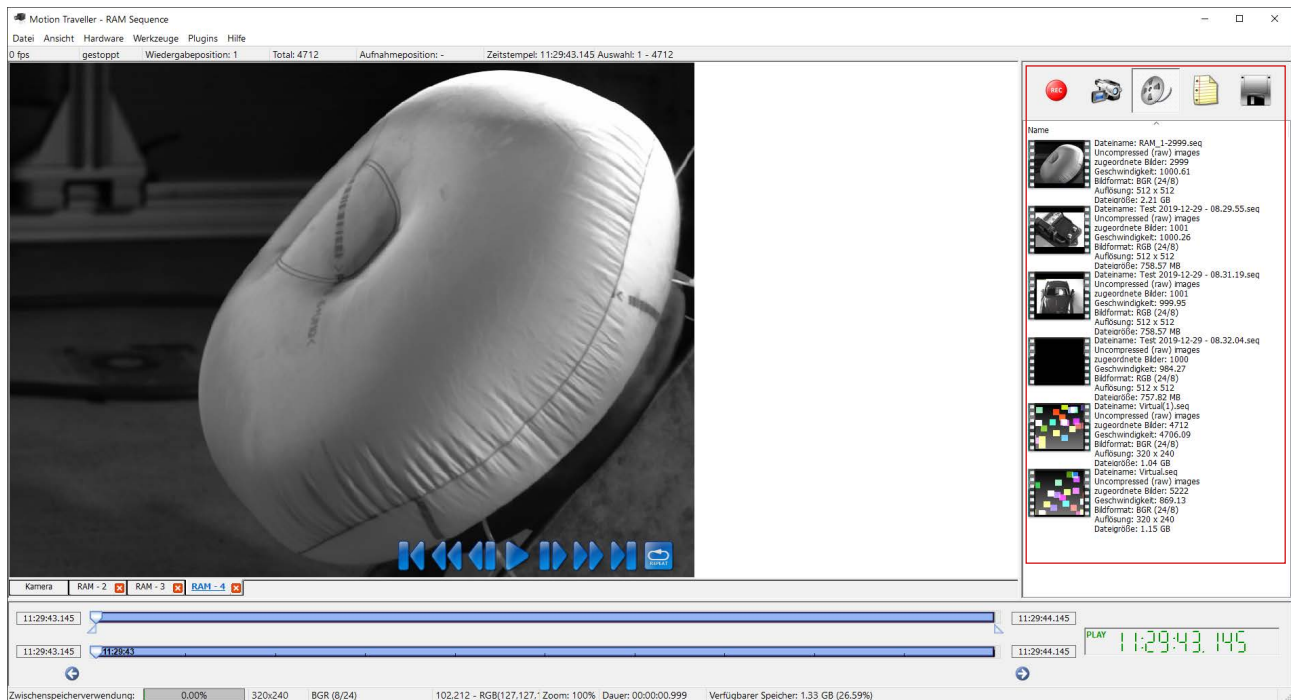 Motion Traveller - RAM Sequence
Datei Ansicht Hardware Werkzeuge Plugins Hilfe
0 fps gestoppt Wiedergabeposition: 1 Total: 4712 Aufnahmeposition: - Zeitstempel: 11:29:43.145 Auswahl: 1 - 4712
REC
Name
Dateiname: RAM_1-2999.seq
Uncompressed (raw) images
zugeordnete Bilder: 2999
Geschwindigkeit: 1000.61
Bildformat: BGR (24/8)
Auflösung: 512 x 512
Dateigröße: 2.21 GB
Dateiname: Test 2019-12-29 - 08.29.55.seq
Uncompressed (raw) images
zugeordnete Bilder: 1001
Geschwindigkeit: 1000.26
Bildformat: RGB (24/8)
Auflösung: 512 x 512
Dateigröße: 758.57 MB
Dateiname: Test 2019-12-29 - 08.31.19.seq
Uncompressed (raw) images
zugeordnete Bilder: 1001
Geschwindigkeit: 999.95
Bildformat: RGB (24/8)
Auflösung: 512 x 512
Dateigröße: 758.57 MB
Dateiname: Test 2019-12-29 - 08.32.04.seq
Uncompressed (raw) images
zugeordnete Bilder: 1000
Geschwindigkeit: 984.27
Bildformat: RGB (24/8)
Auflösung: 512 x 512
Dateigröße: 757.82 MB
Dateiname: Virtual(1).seq
Uncompressed (raw) images
zugeordnete Bilder: 4712
Geschwindigkeit: 4706.09
Bildformat: BGR (24/8)
Auflösung: 320 x 240
Dateigröße: 1.04 GB
Dateiname: Virtual.seq
Uncompressed (raw) images
zugeordnete Bilder: 5222
Geschwindigkeit: 869.13
Bildformat: BGR (24/8)
Auflösung: 320 x 240
Dateigröße: 1.15 GB
REPEAT
Kamera RAM - 2 RAM - 3 RAM - 4
11:29:43.145 11:29:44.145
PLAY 11:29:43.145
11:29:43.145 11:29:43 11:29:44.145
Zwischenspeicherverwendung: 0.00% 320x240 BGR (8/24) 102,212 - RGB(127,127,' Zoom: 100% Dauer: 00:00:00.999 Verfügbarer Speicher: 1.33 GB (26.59%)